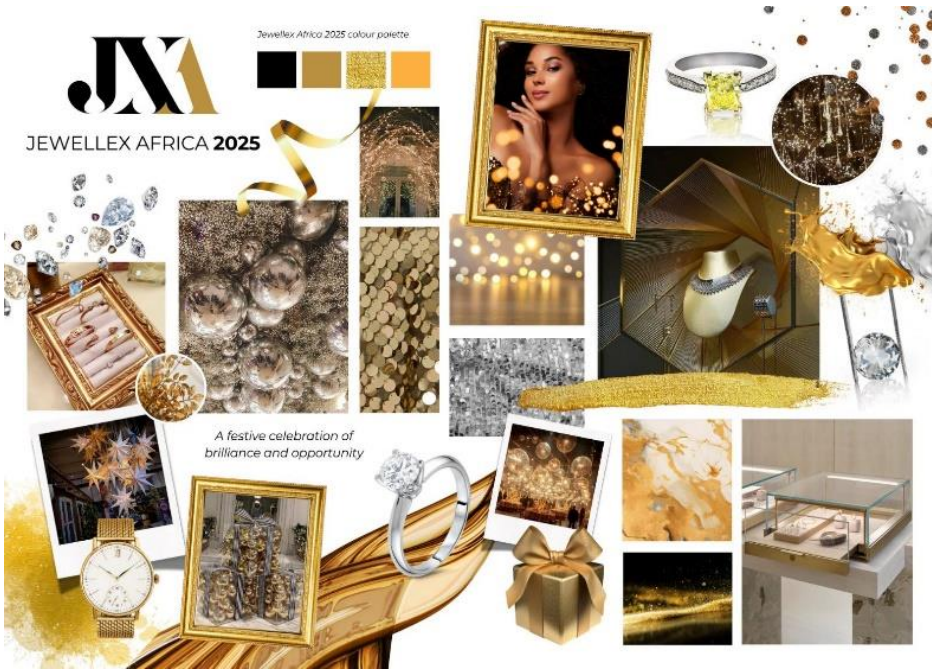 Jewellex Africa 2025 colour palette
JXA
JEWELLEX AFRICA 2025
A festive celebration of
brilliance and opportunity